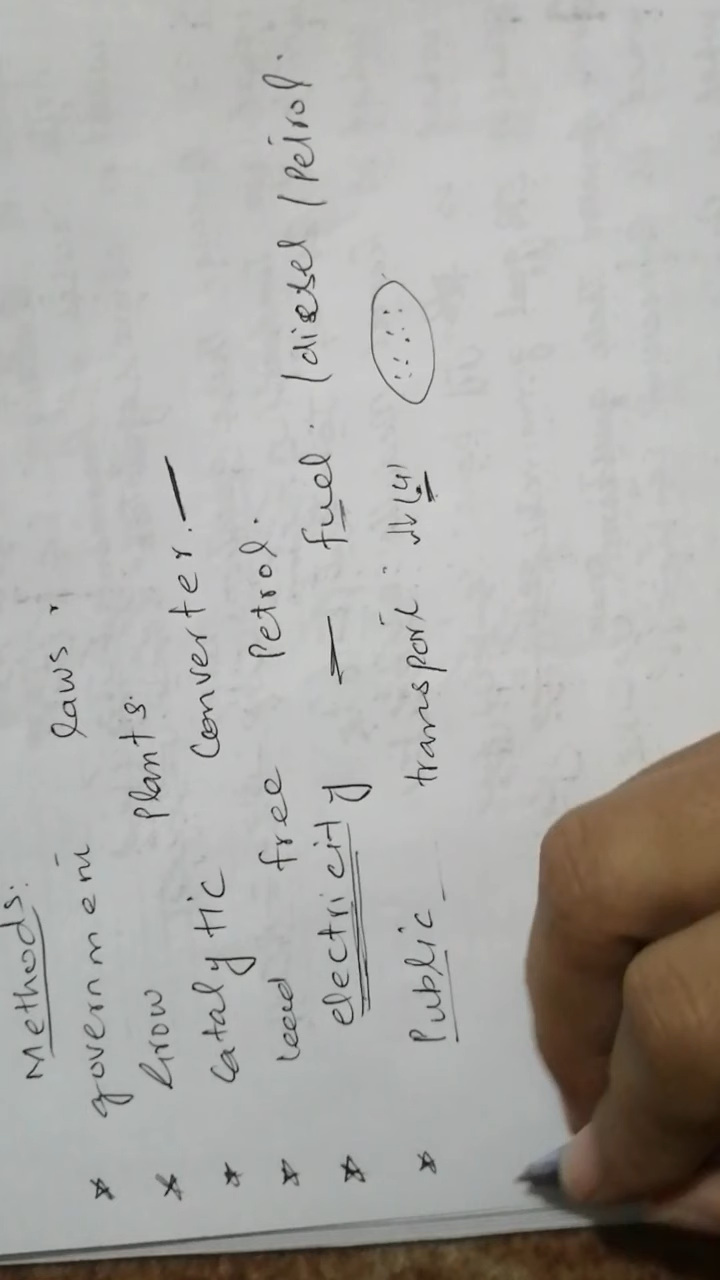 Methods:
* government laws.
* Grow plants.
* Catalytic converter. —
* lead free Petrol.
* electricity — fuel. (diesel / Petrol.
* Public transport :